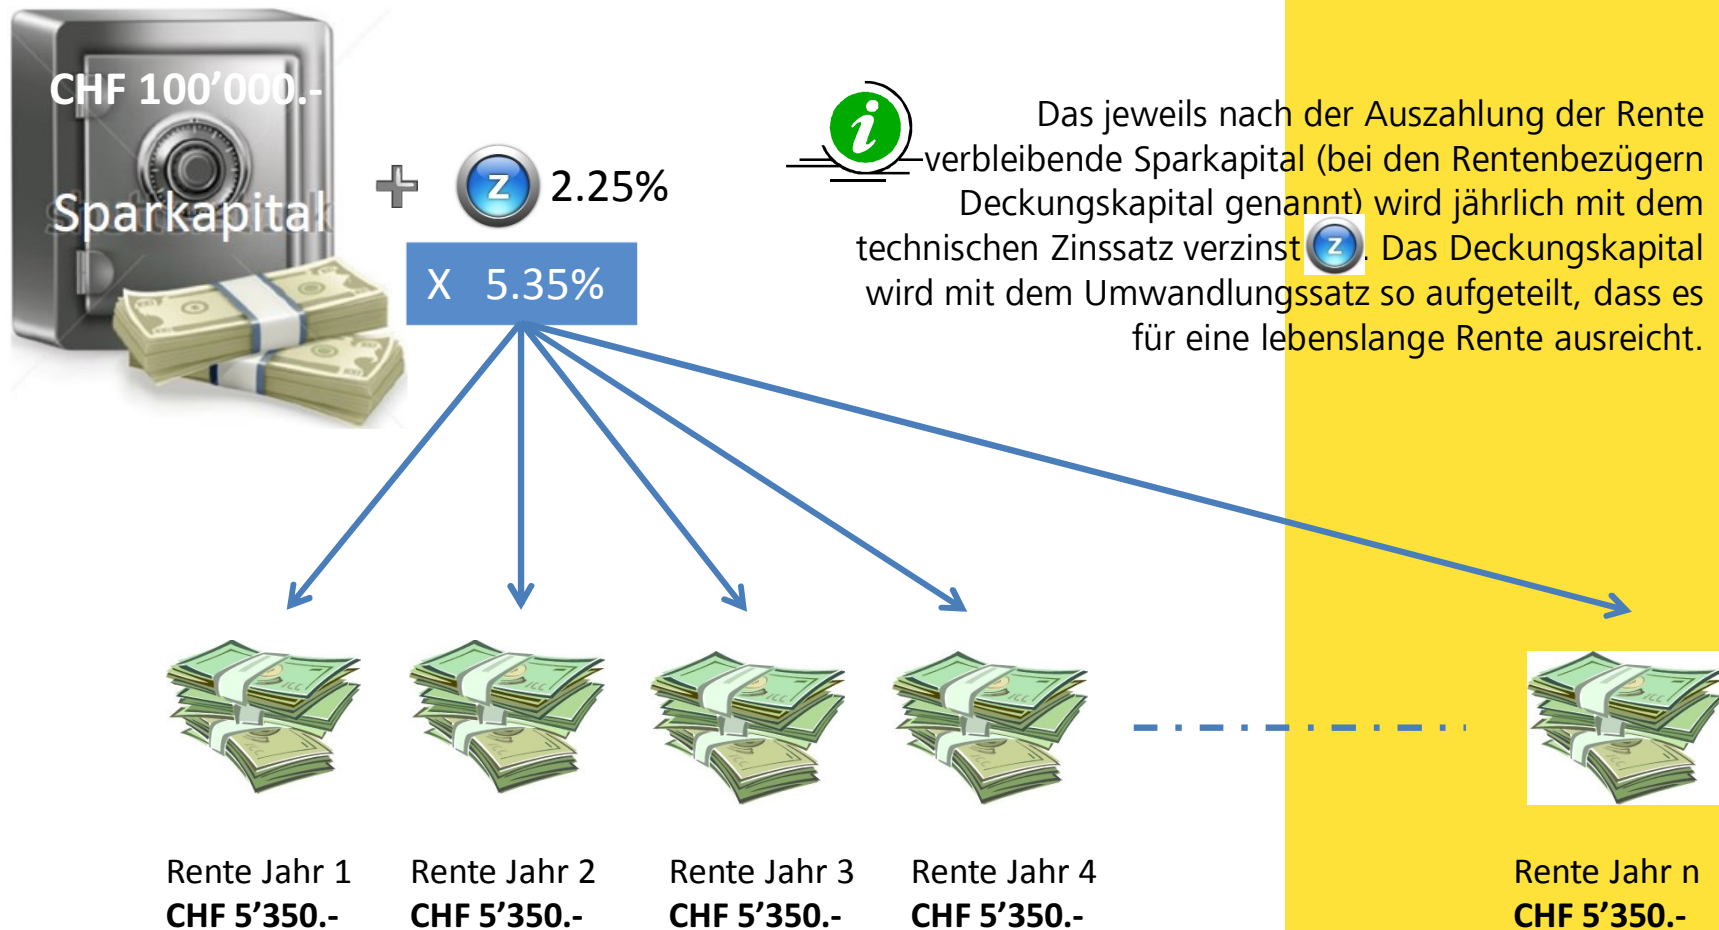 CHF 100’000.-
Sparkapital
z 2.25%
X 5.35%
i
Das jeweils nach der Auszahlung der Rente
verbleibende Sparkapital (bei den Rentenbezügern
Deckungskapital genannt) wird jährlich mit dem
technischen Zinssatz verzinst z . Das Deckungskapital
wird mit dem Umwandlungssatz so aufgeteilt, dass es
für eine lebenslange Rente ausreicht.
Rente Jahr 1
CHF 5’350.-
Rente Jahr 2
CHF 5’350.-
Rente Jahr 3
CHF 5’350.-
Rente Jahr 4
CHF 5’350.-
Rente Jahr n
CHF 5’350.-